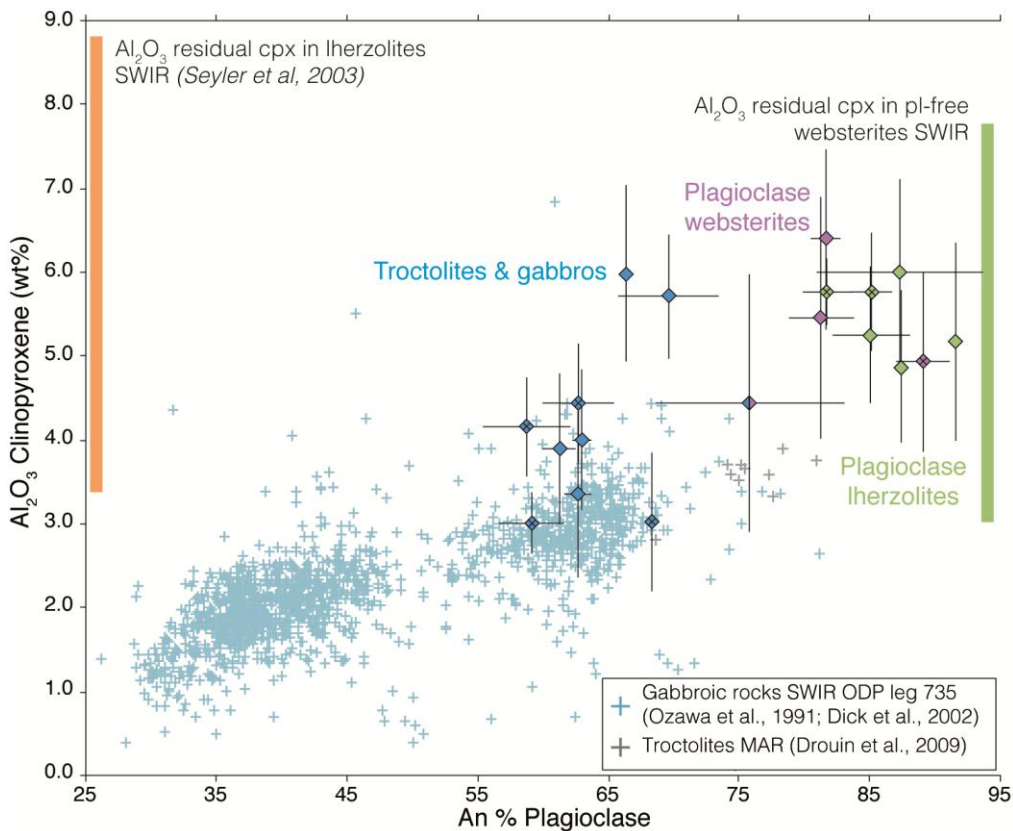 9.0
8.0
7.0
6.0
5.0
4.0
3.0
2.0
1.0
0.0
Al₂O₃ Clinopyroxene (wt%)
Al₂O₃ residual cpx in lherzolites
SWIR (Seyler et al, 2003)
Al₂O₃ residual cpx in pl-free
websterites SWIR
Plagioclase
websterites
Troctolites & gabbros
Plagioclase
lherzolites
Gabbroic rocks SWIR ODP leg 735
(Ozawa et al., 1991; Dick et al., 2002)
Troctolites MAR (Drouin et al., 2009)
25 35 45 55 65 75 85 95
An % Plagioclase